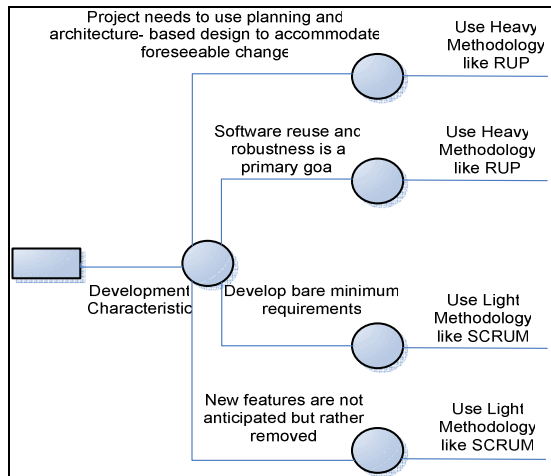 Project needs to use planning and
architecture- based design to accommodate
foreseeable change
Use Heavy
Methodology
like RUP
Software reuse and
robustness is a
primary goa
Use Heavy
Methodology
like RUP
Development
Characteristic
Develop bare minimum
requirements
Use Light
Methodology
like SCRUM
New features are not
anticipated but rather
removed
Use Light
Methodology
like SCRUM